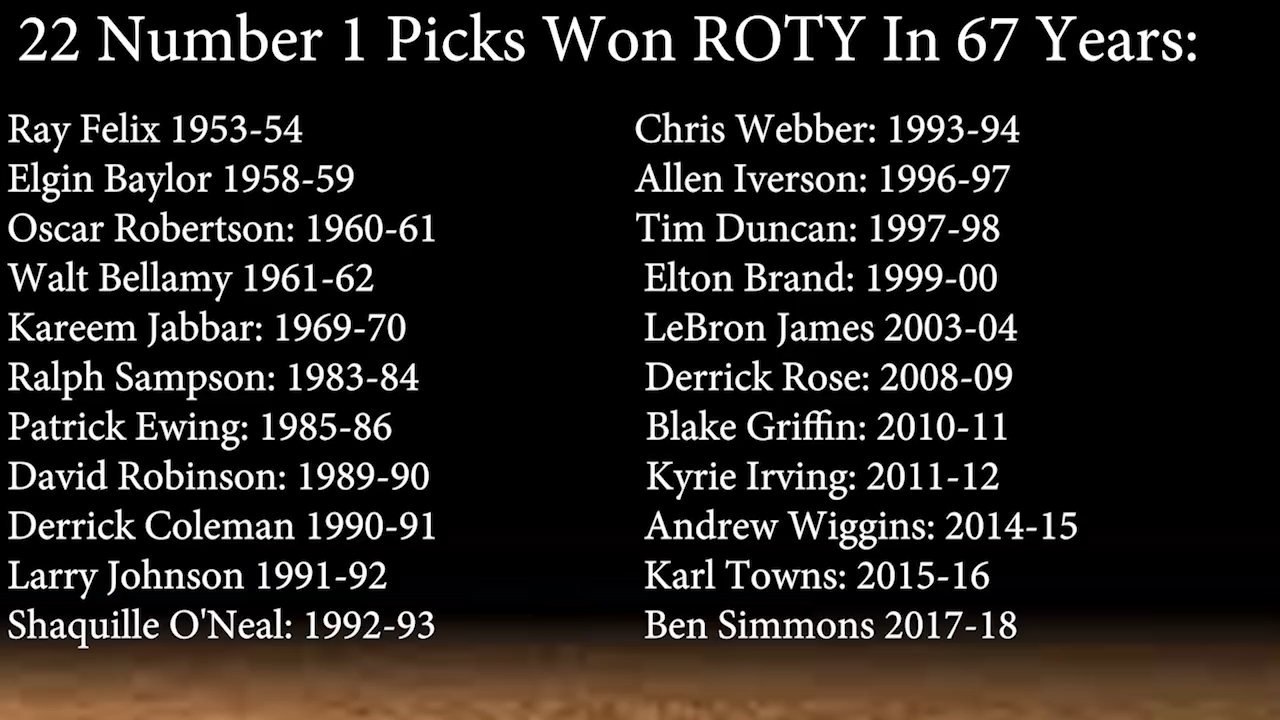 22 Number 1 Picks Won ROTY In 67 Years:
Ray Felix 1953-54
Elgin Baylor 1958-59
Oscar Robertson: 1960-61
Walt Bellamy 1961-62
Kareem Jabbar: 1969-70
Ralph Sampson: 1983-84
Patrick Ewing: 1985-86
David Robinson: 1989-90
Derrick Coleman 1990-91
Larry Johnson 1991-92
Shaquille O'Neal: 1992-93
Chris Webber: 1993-94
Allen Iverson: 1996-97
Tim Duncan: 1997-98
Elton Brand: 1999-00
LeBron James 2003-04
Derrick Rose: 2008-09
Blake Griffin: 2010-11
Kyrie Irving: 2011-12
Andrew Wiggins: 2014-15
Karl Towns: 2015-16
Ben Simmons 2017-18